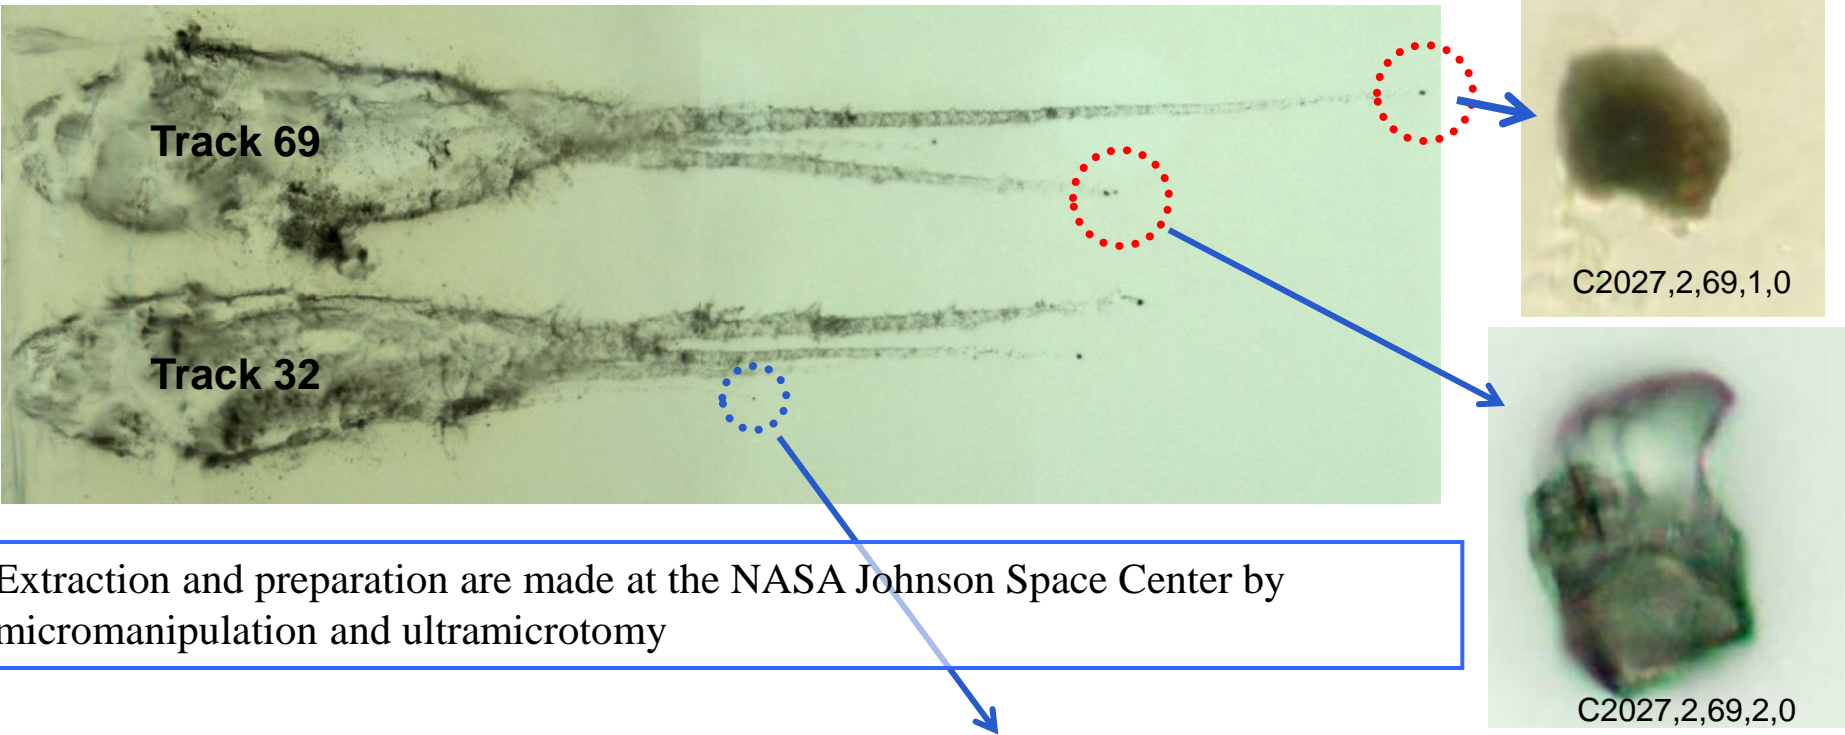 Track 69
C2027,2,69,1,0
Track 32
Extraction and preparation are made at the NASA Johnson Space Center by
micromanipulation and ultramicrotomy
C2027,2,69,2,0